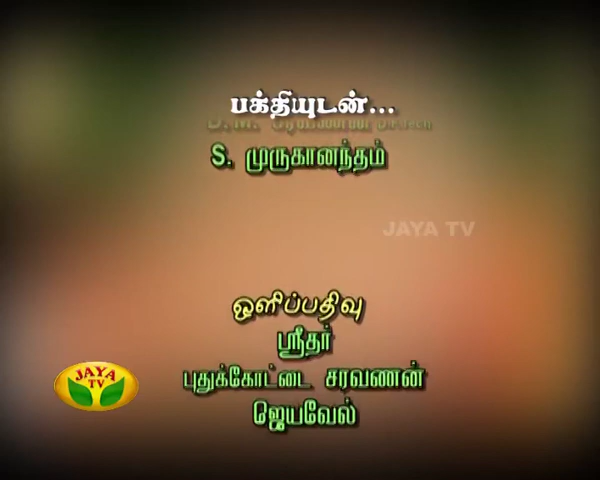 பக்தியுடன்...
S. முருகானந்தம்
JAYA TV
ஒளிப்பதிவு
ஸ்ரீதர்
புதுக்கோட்டை சரவணன்
ஜெயவேல்
JAYA
TV